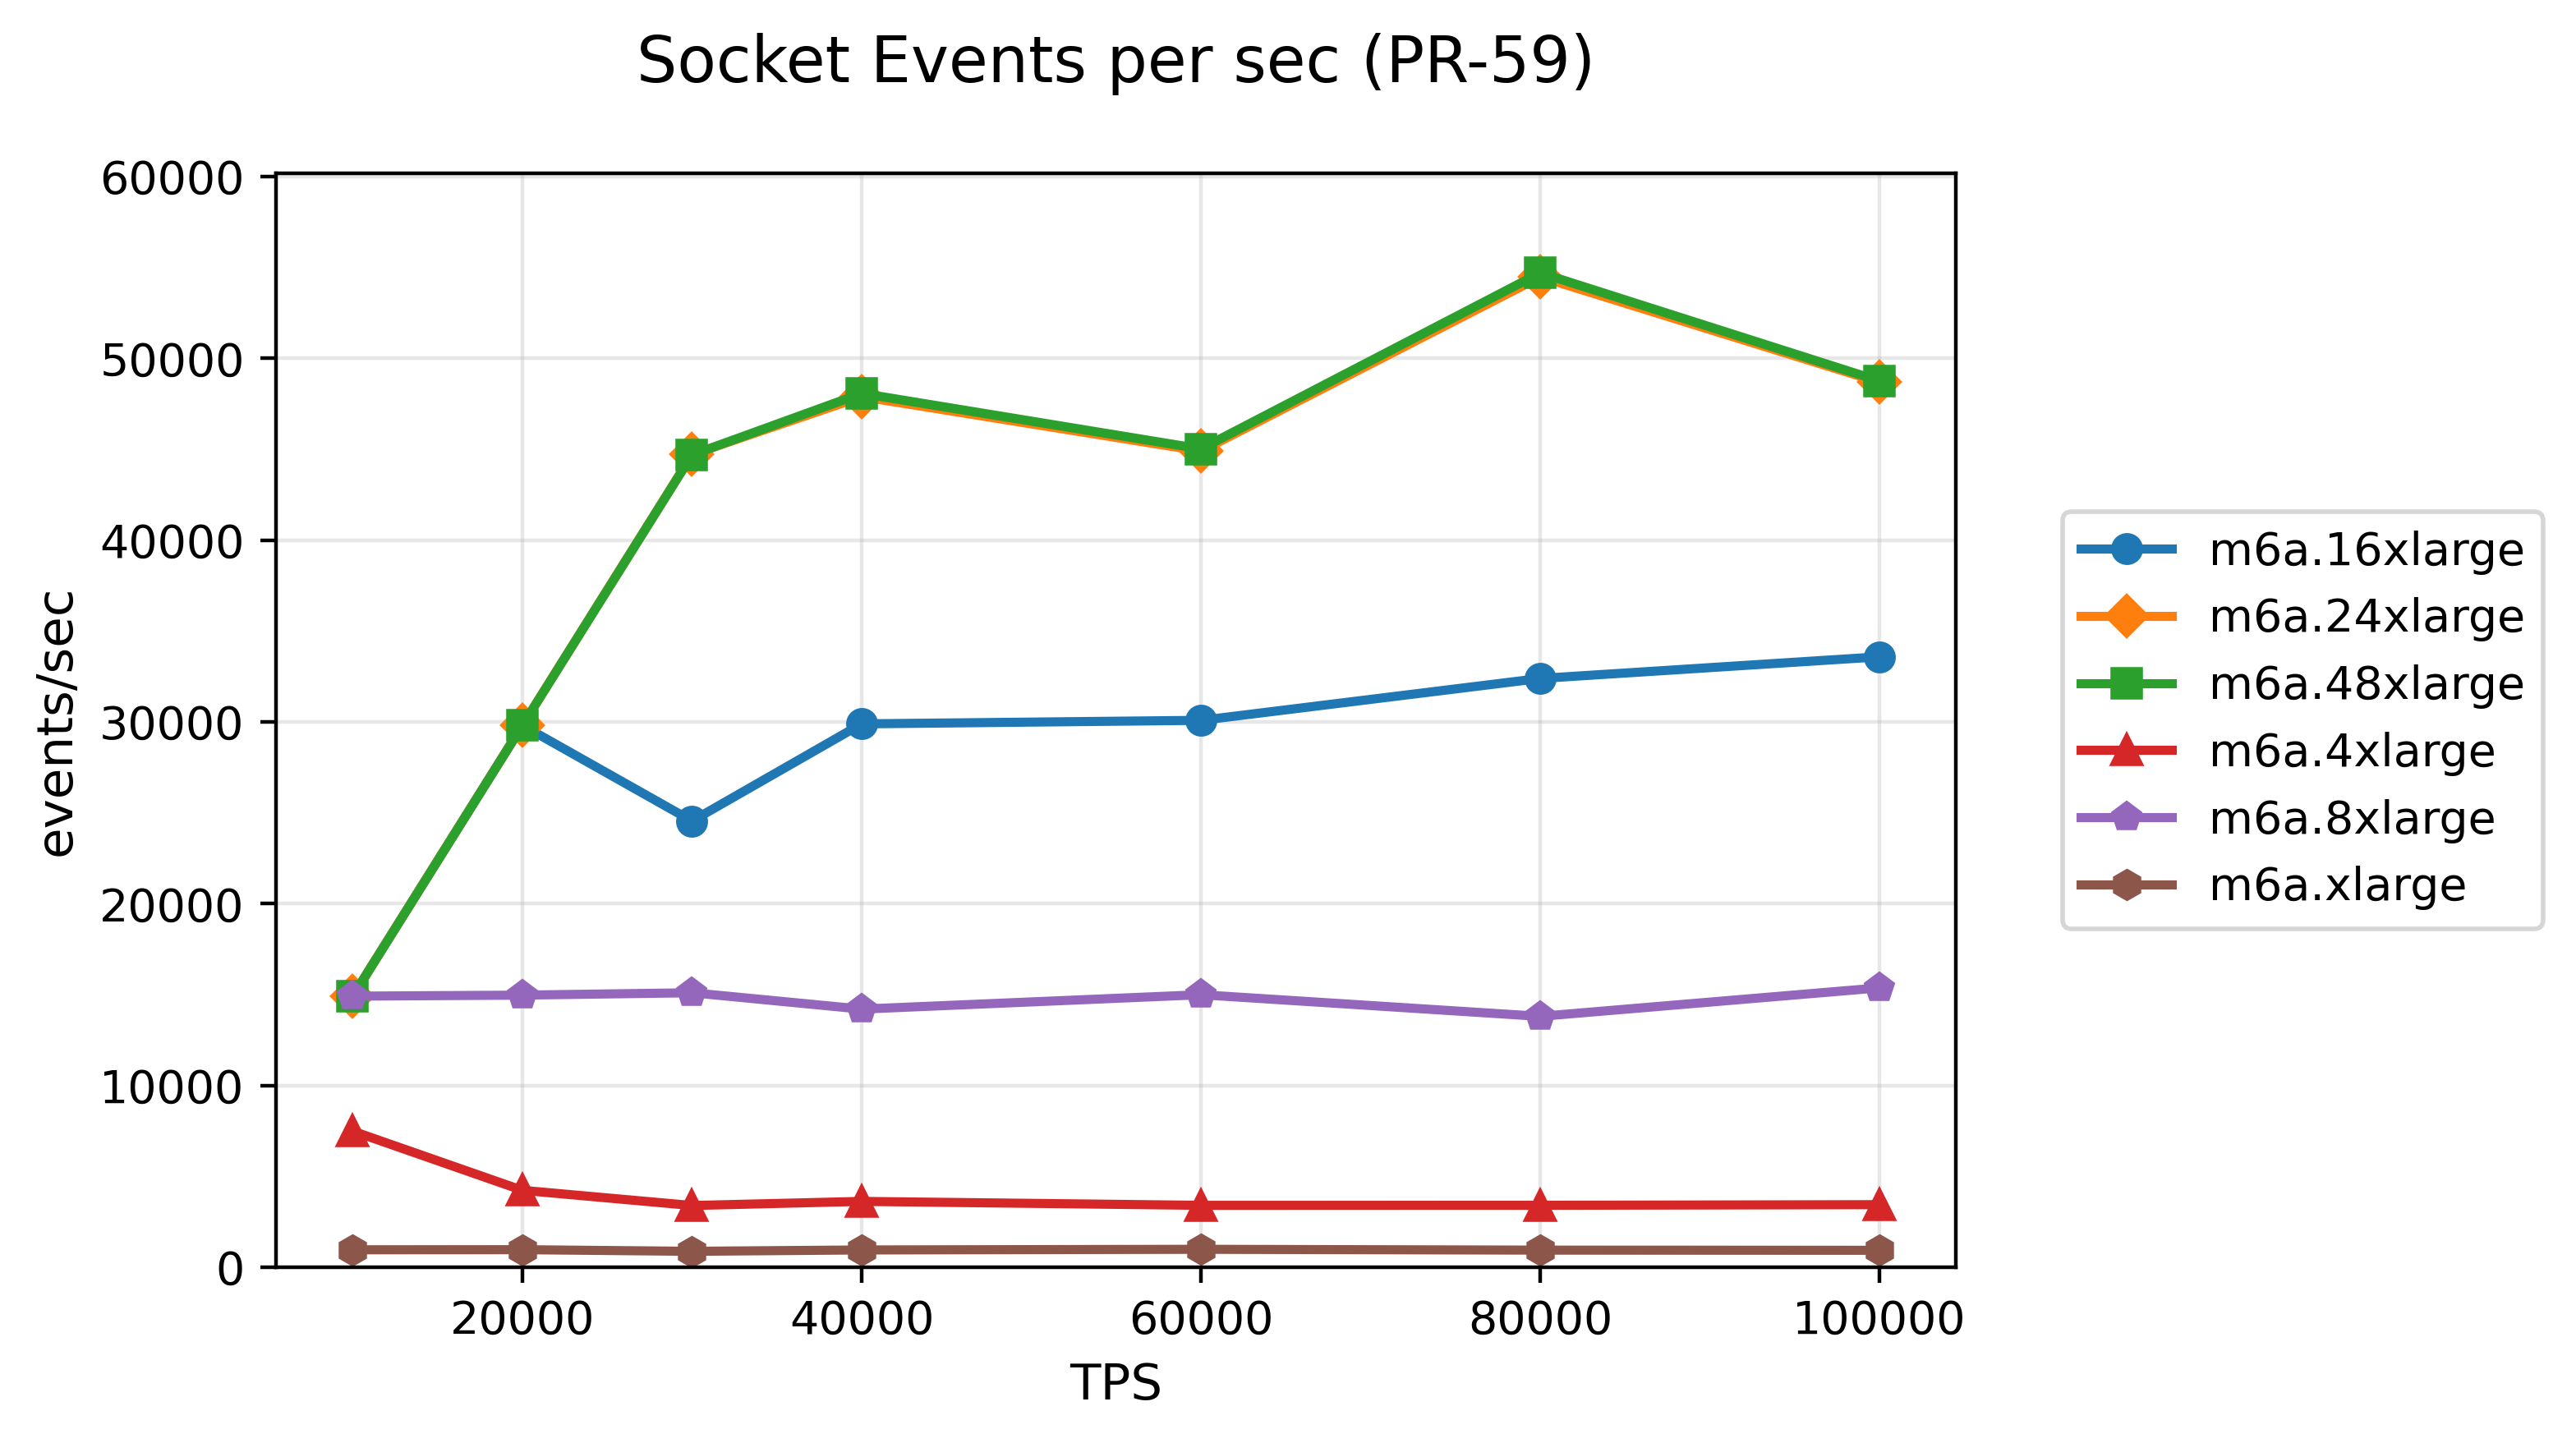 Socket Events per sec (PR-59)
60000
50000
40000
30000
20000
10000
0
events/sec
20000 40000 60000 80000 100000
TPS
m6a.16xlarge
m6a.24xlarge
m6a.48xlarge
m6a.4xlarge
m6a.8xlarge
m6a.xlarge